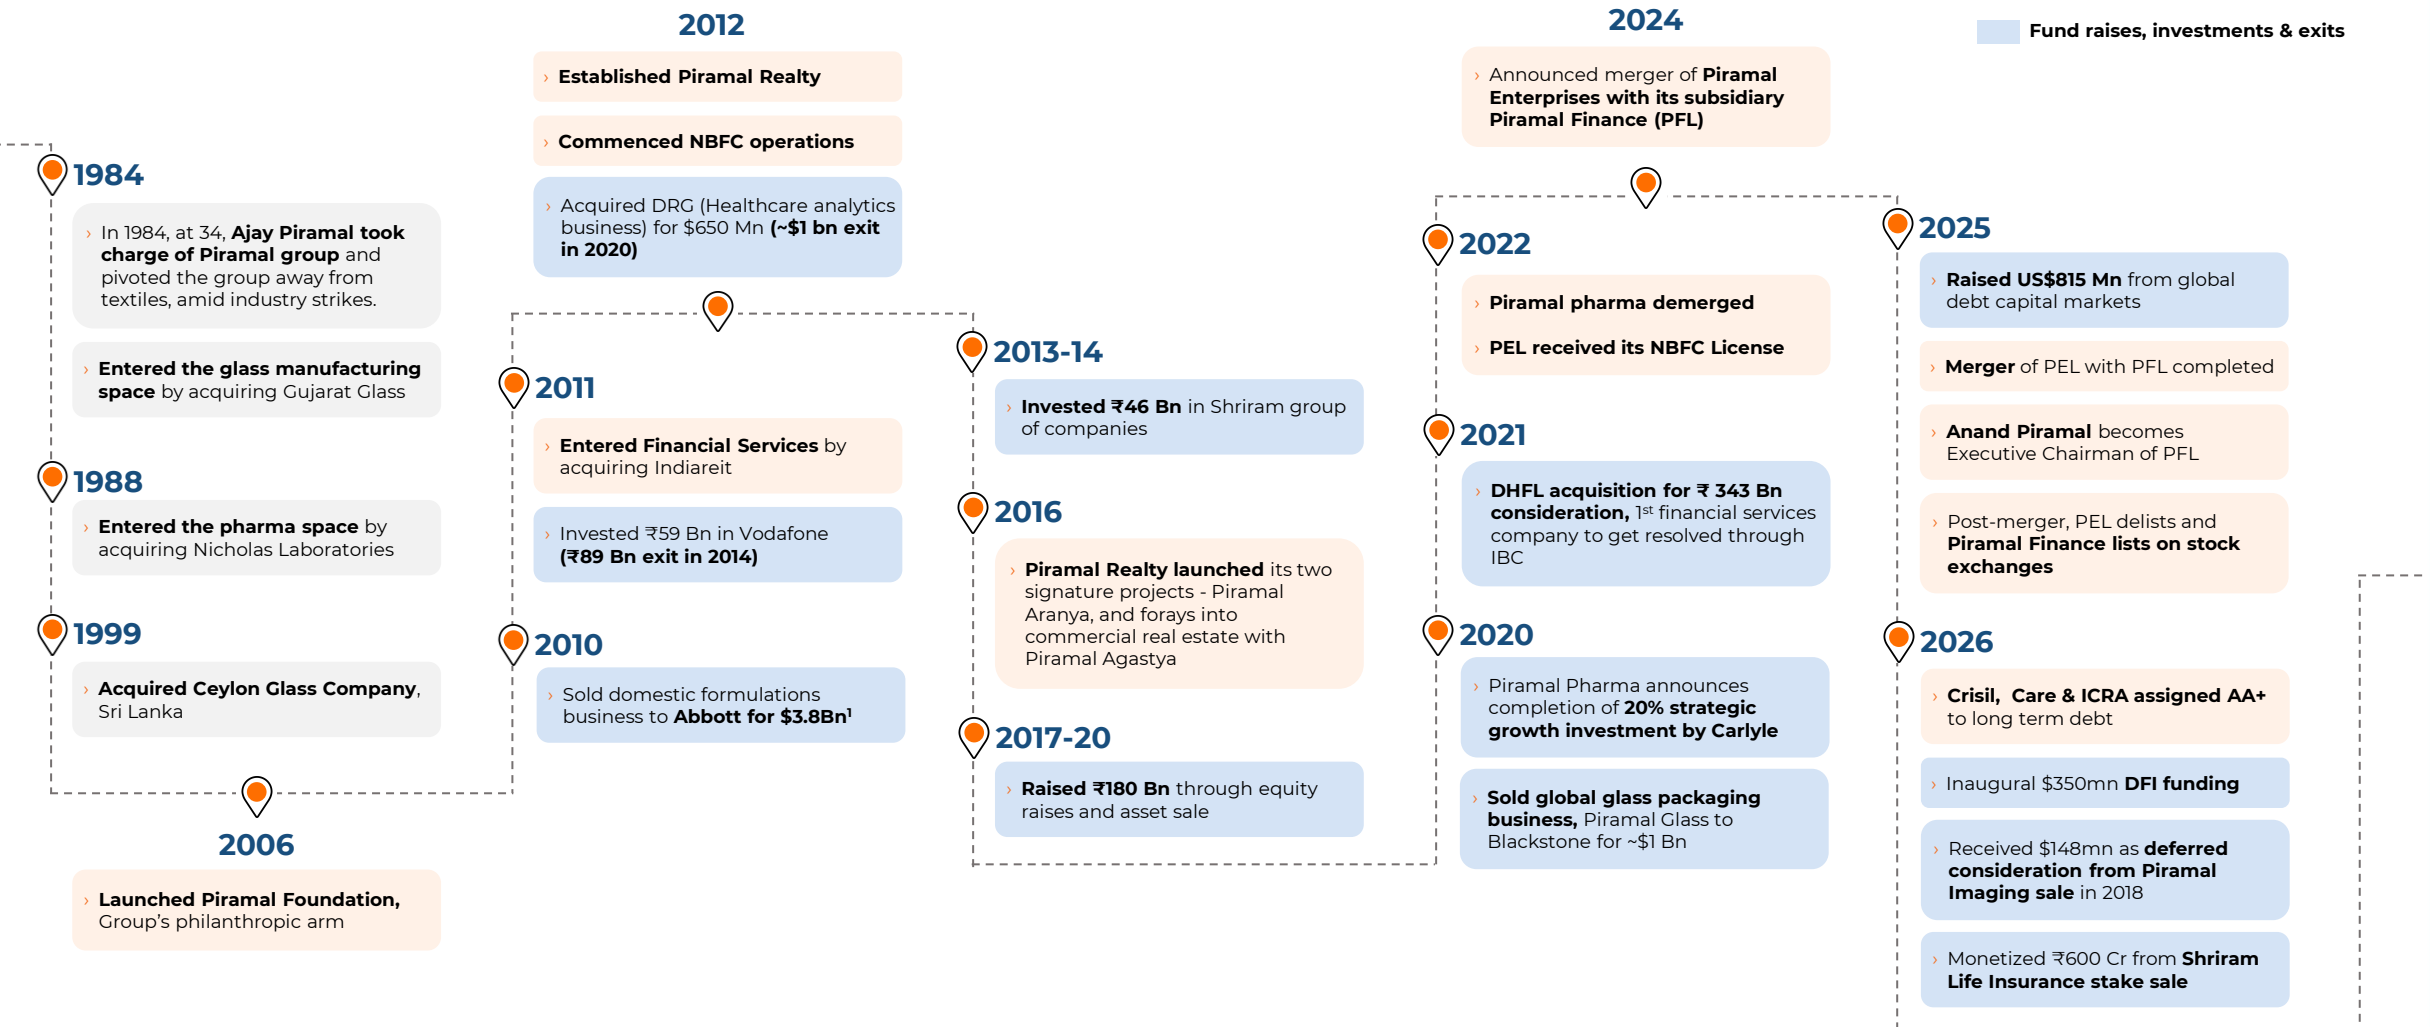 Fund raises, investments & exits
1984
› In 1984, at 34, Ajay Piramal took
charge of Piramal group and
pivoted the group away from
textiles, amid industry strikes.
› Entered the glass manufacturing
space by acquiring Gujarat Glass
1988
› Entered the pharma space by
acquiring Nicholas Laboratories
1999
› Acquired Ceylon Glass Company,
Sri Lanka
2006
› Launched Piramal Foundation,
Group’s philanthropic arm
2010
› Sold domestic formulations
business to Abbott for $3.8Bn¹
2011
› Entered Financial Services by
acquiring Indiareit
› Invested ₹59 Bn in Vodafone
(₹89 Bn exit in 2014)
2012
› Established Piramal Realty
› Commenced NBFC operations
› Acquired DRG (Healthcare analytics
business) for $650 Mn (~$1 bn exit
in 2020)
2013-14
› Invested ₹46 Bn in Shriram group
of companies
2016
› Piramal Realty launched its two
signature projects - Piramal
Aranya, and forays into
commercial real estate with
Piramal Agastya
2017-20
› Raised ₹180 Bn through equity
raises and asset sale
2020
› Piramal Pharma announces
completion of 20% strategic
growth investment by Carlyle
› Sold global glass packaging
business, Piramal Glass to
Blackstone for ~$1 Bn
2021
› DHFL acquisition for ₹ 343 Bn
consideration, 1st financial services
company to get resolved through
IBC
2022
› Piramal pharma demerged
› PEL received its NBFC License
2024
› Announced merger of Piramal
Enterprises with its subsidiary
Piramal Finance (PFL)
2025
› Raised US$815 Mn from global
debt capital markets
› Merger of PEL with PFL completed
› Anand Piramal becomes
Executive Chairman of PFL
› Post-merger, PEL delists and
Piramal Finance lists on stock
exchanges
2026
› Crisil, Care & ICRA assigned AA+
to long term debt
› Inaugural $350mn DFI funding
› Received $148mn as deferred
consideration from Piramal
Imaging sale in 2018
› Monetized ₹600 Cr from Shriram
Life Insurance stake sale